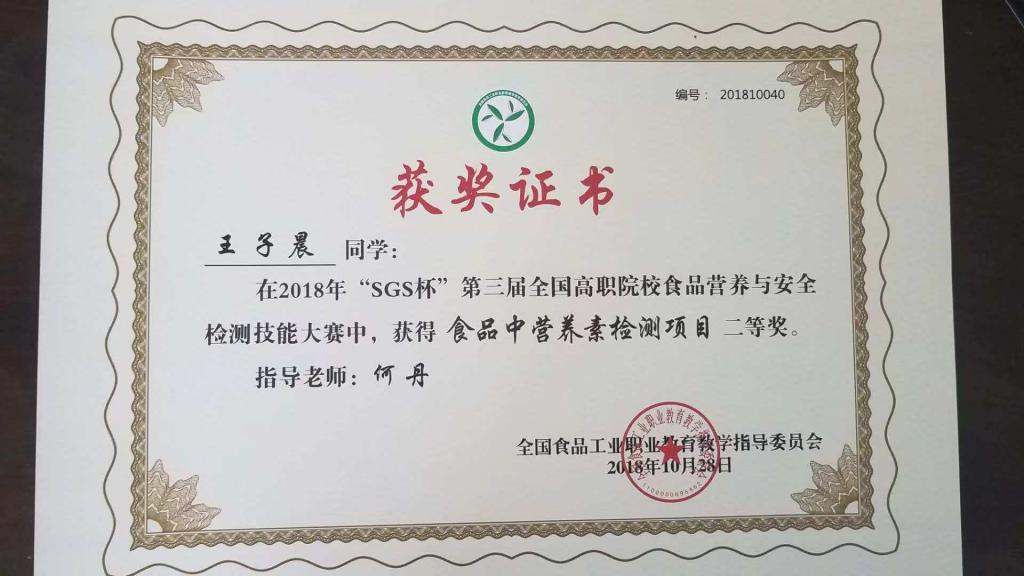 编号： 201810040
获奖证书
王子晨 同学：
在2018年“SGS杯”第三届全国高职院校食品营养与安全
检测技能大赛中，获得 食品中营养素检测项目 二等奖。
指导老师：何丹
全国食品工业职业教育教学指导委员会
2018年10月28日